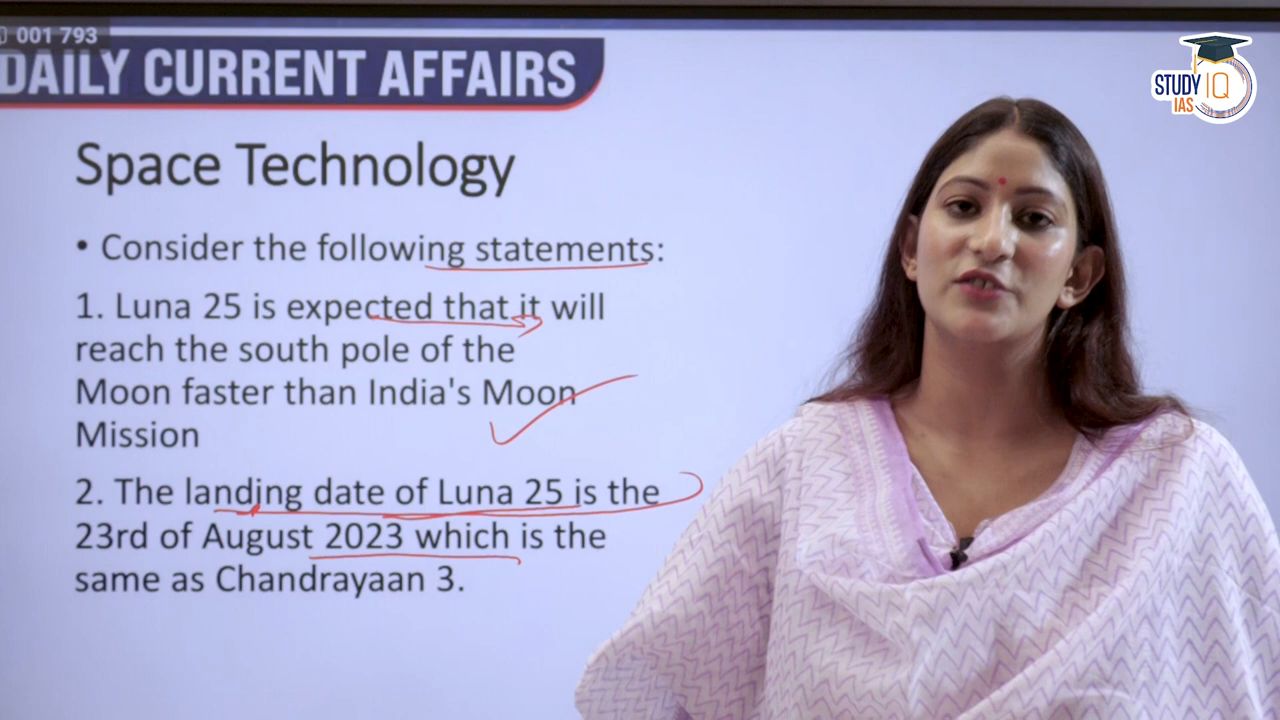 001 793
DAILY CURRENT AFFAIRS
STUDY IQ
IAS
Space Technology
• Consider the following statements:
1. Luna 25 is expected that it will
reach the south pole of the
Moon faster than India's Moon
Mission
2. The landing date of Luna 25 is the
23rd of August 2023 which is the
same as Chandrayaan 3.